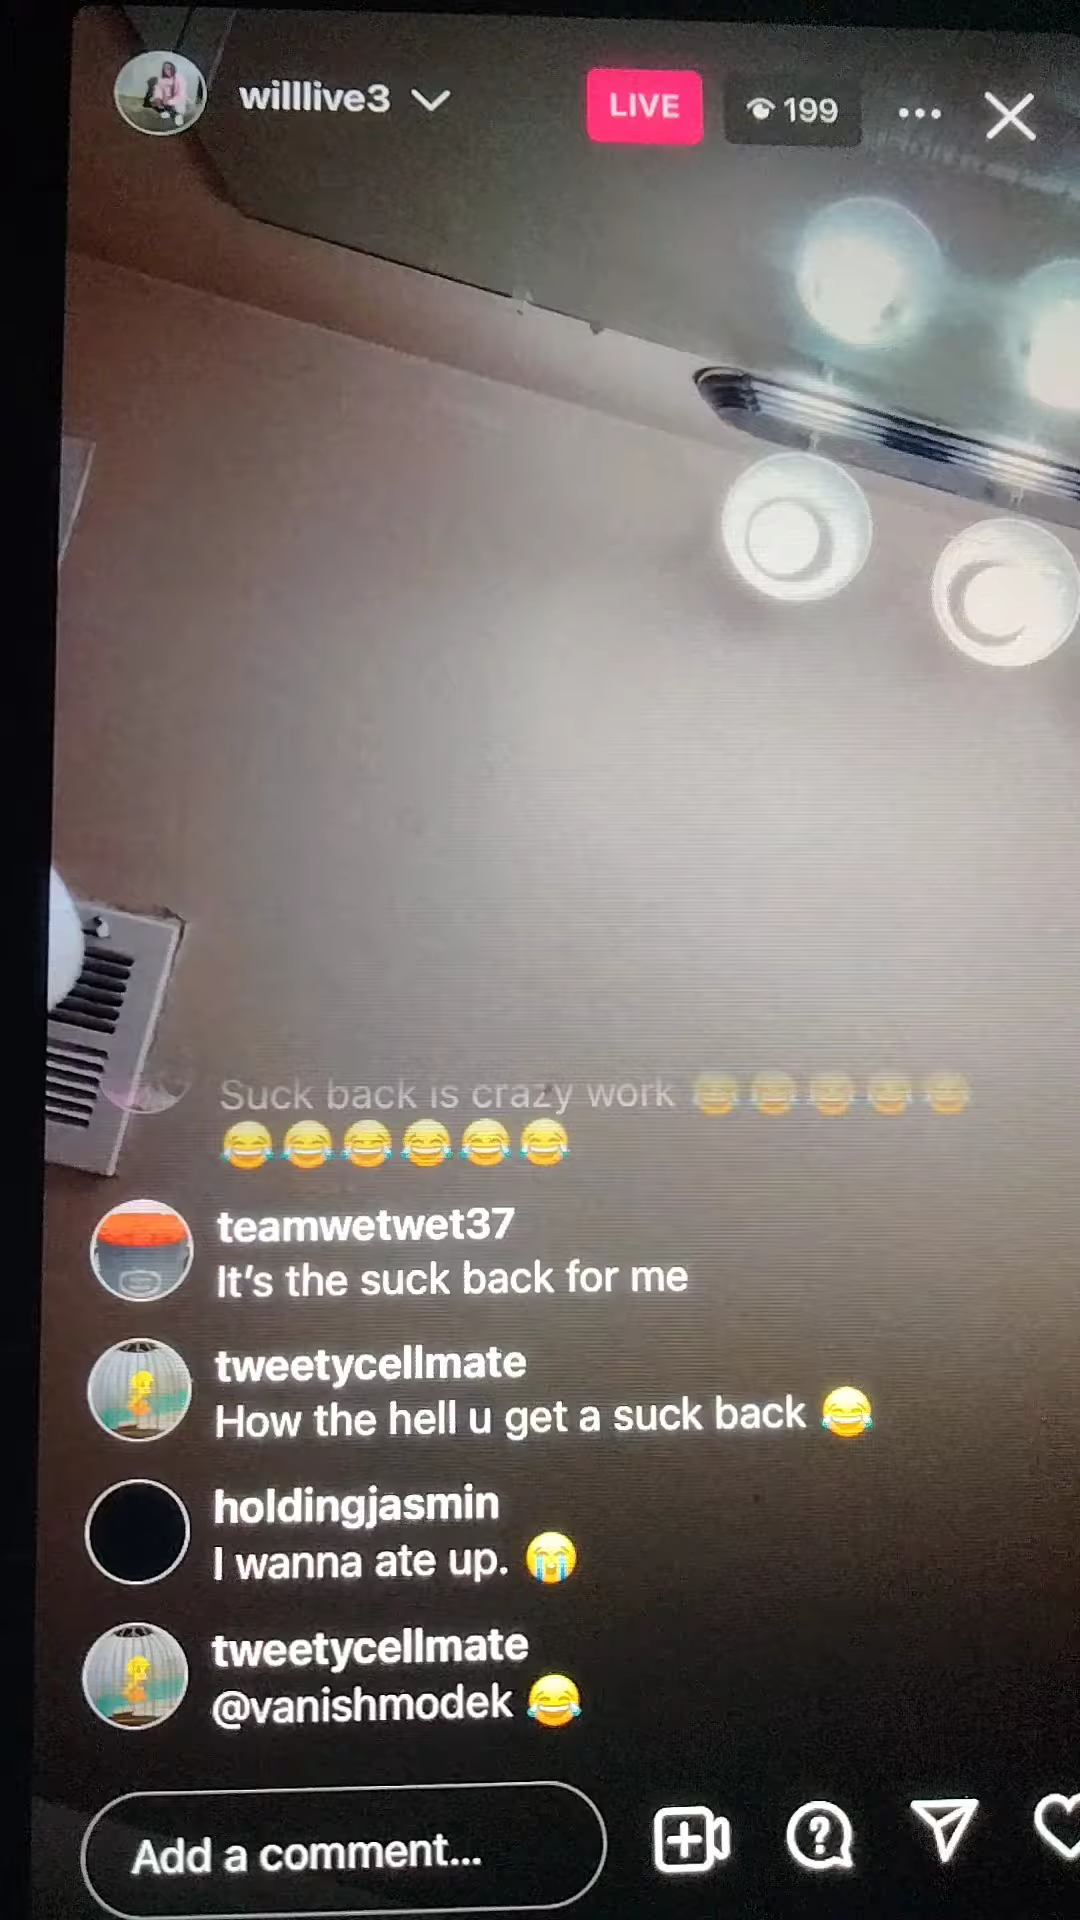 willlive3
LIVE
199
Suck back is crazy work 😂😂😂😂😂
😂😂😂😂😂😂
teamwetwet37
It's the suck back for me
tweetycellmate
How the hell u get a suck back 😂
holdingjasmin
I wanna ate up. 😭
tweetycellmate
@vanishmodek 😂
Add a comment...